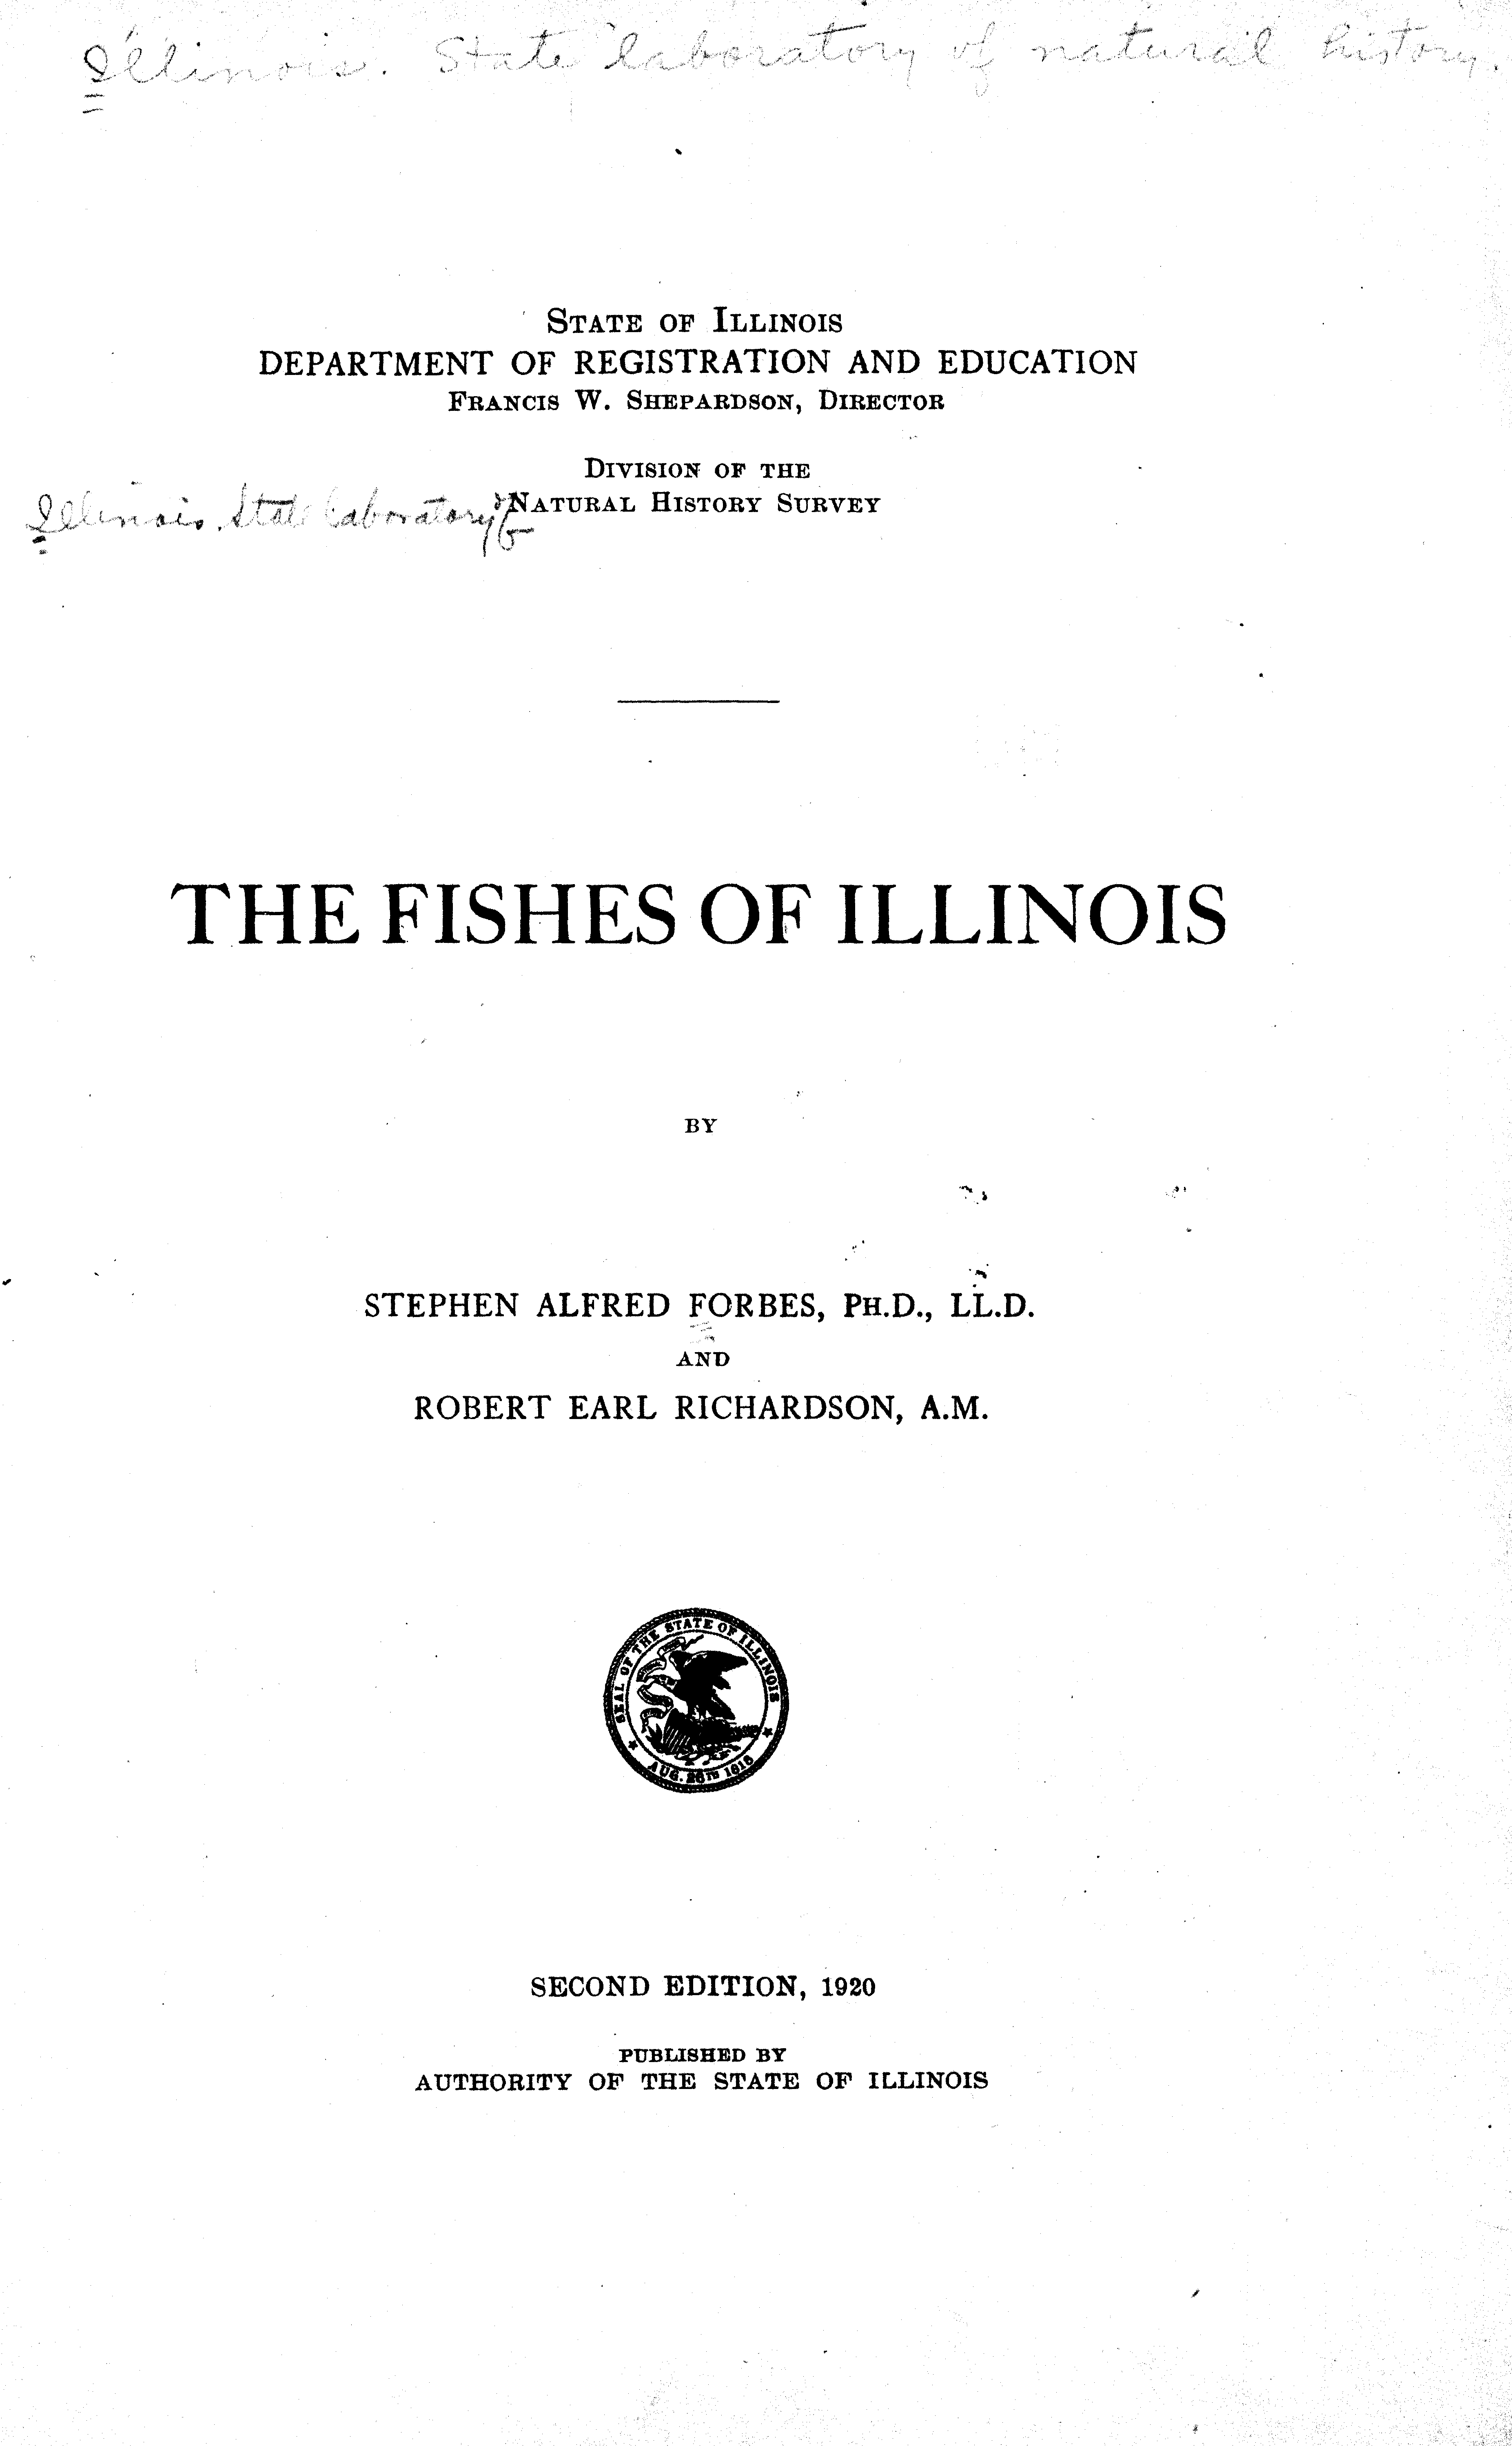 Illinois. State laboratory of natural history.
STATE OF ILLINOIS
DEPARTMENT OF REGISTRATION AND EDUCATION
FRANCIS W. SHEPARDSON, DIRECTOR
DIVISION OF THE
Illinois State Laboratory of NATURAL HISTORY SURVEY
THE FISHES OF ILLINOIS
BY
STEPHEN ALFRED FORBES, PH.D., LL.D.
AND
ROBERT EARL RICHARDSON, A.M.
SEAL OF THE STATE OF ILLINOIS
AUG. 26TH 1818
SECOND EDITION, 1920
PUBLISHED BY
AUTHORITY OF THE STATE OF ILLINOIS